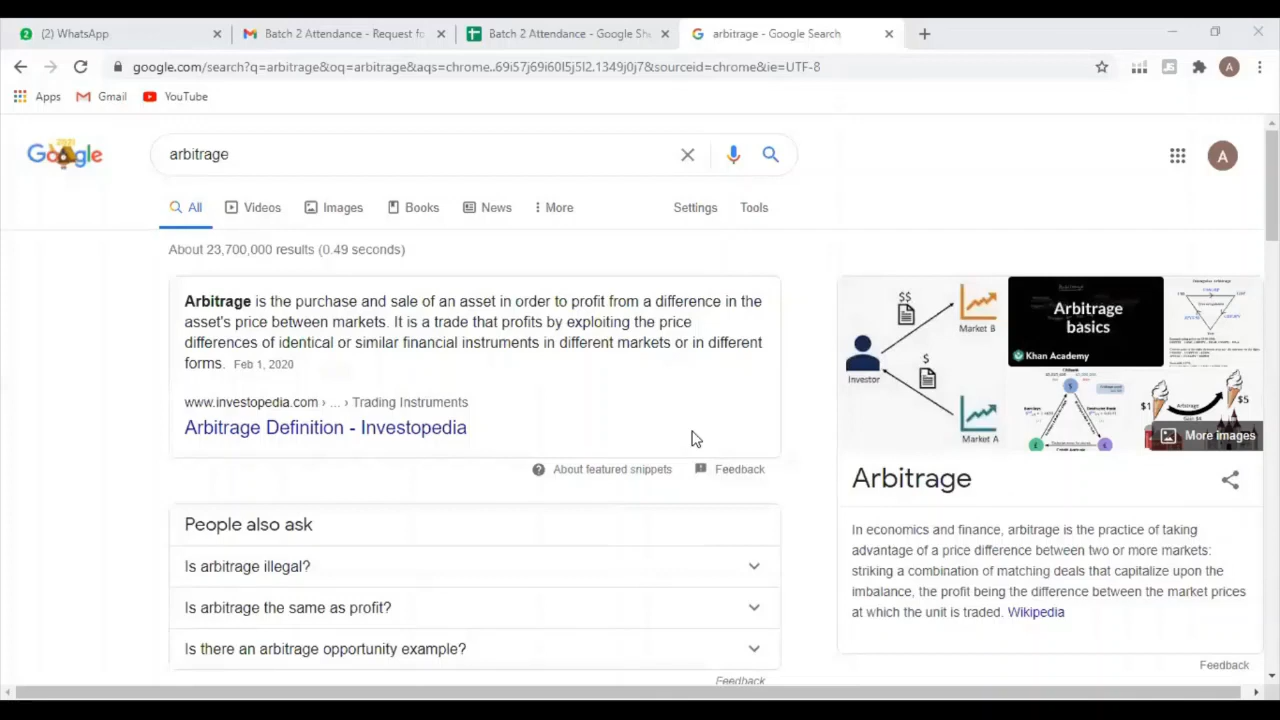 (2) WhatsApp
Batch 2 Attendance - Request fo
Batch 2 Attendance - Google She
arbitrage - Google Search
google.com/search?q=arbitrage&oq=arbitrage&aqs=chrome..69i57j69i60l5j5l2.1349j0j7&sourceid=chrome&ie=UTF-8
A
Apps
Gmail
YouTube
Google
arbitrage
A
All
Videos
Images
Books
News
More
Settings
Tools
About 23,700,000 results (0.49 seconds)
Arbitrage is the purchase and sale of an asset in order to profit from a difference in the
asset's price between markets. It is a trade that profits by exploiting the price
differences of identical or similar financial instruments in different markets or in different
forms. Feb 1, 2020
www.investopedia.com › ... › Trading Instruments
Arbitrage Definition - Investopedia
About featured snippets
Feedback
People also ask
Is arbitrage illegal?
Is arbitrage the same as profit?
Is there an arbitrage opportunity example?
Feedback
$$
Market B
Investor
$
Market A
Arbitrage
basics
Khan Academy
$1
Arbitrage
$5
More images
Arbitrage
In economics and finance, arbitrage is the practice of taking
advantage of a price difference between two or more markets:
striking a combination of matching deals that capitalize upon the
imbalance, the profit being the difference between the market prices
at which the unit is traded. Wikipedia
Feedback